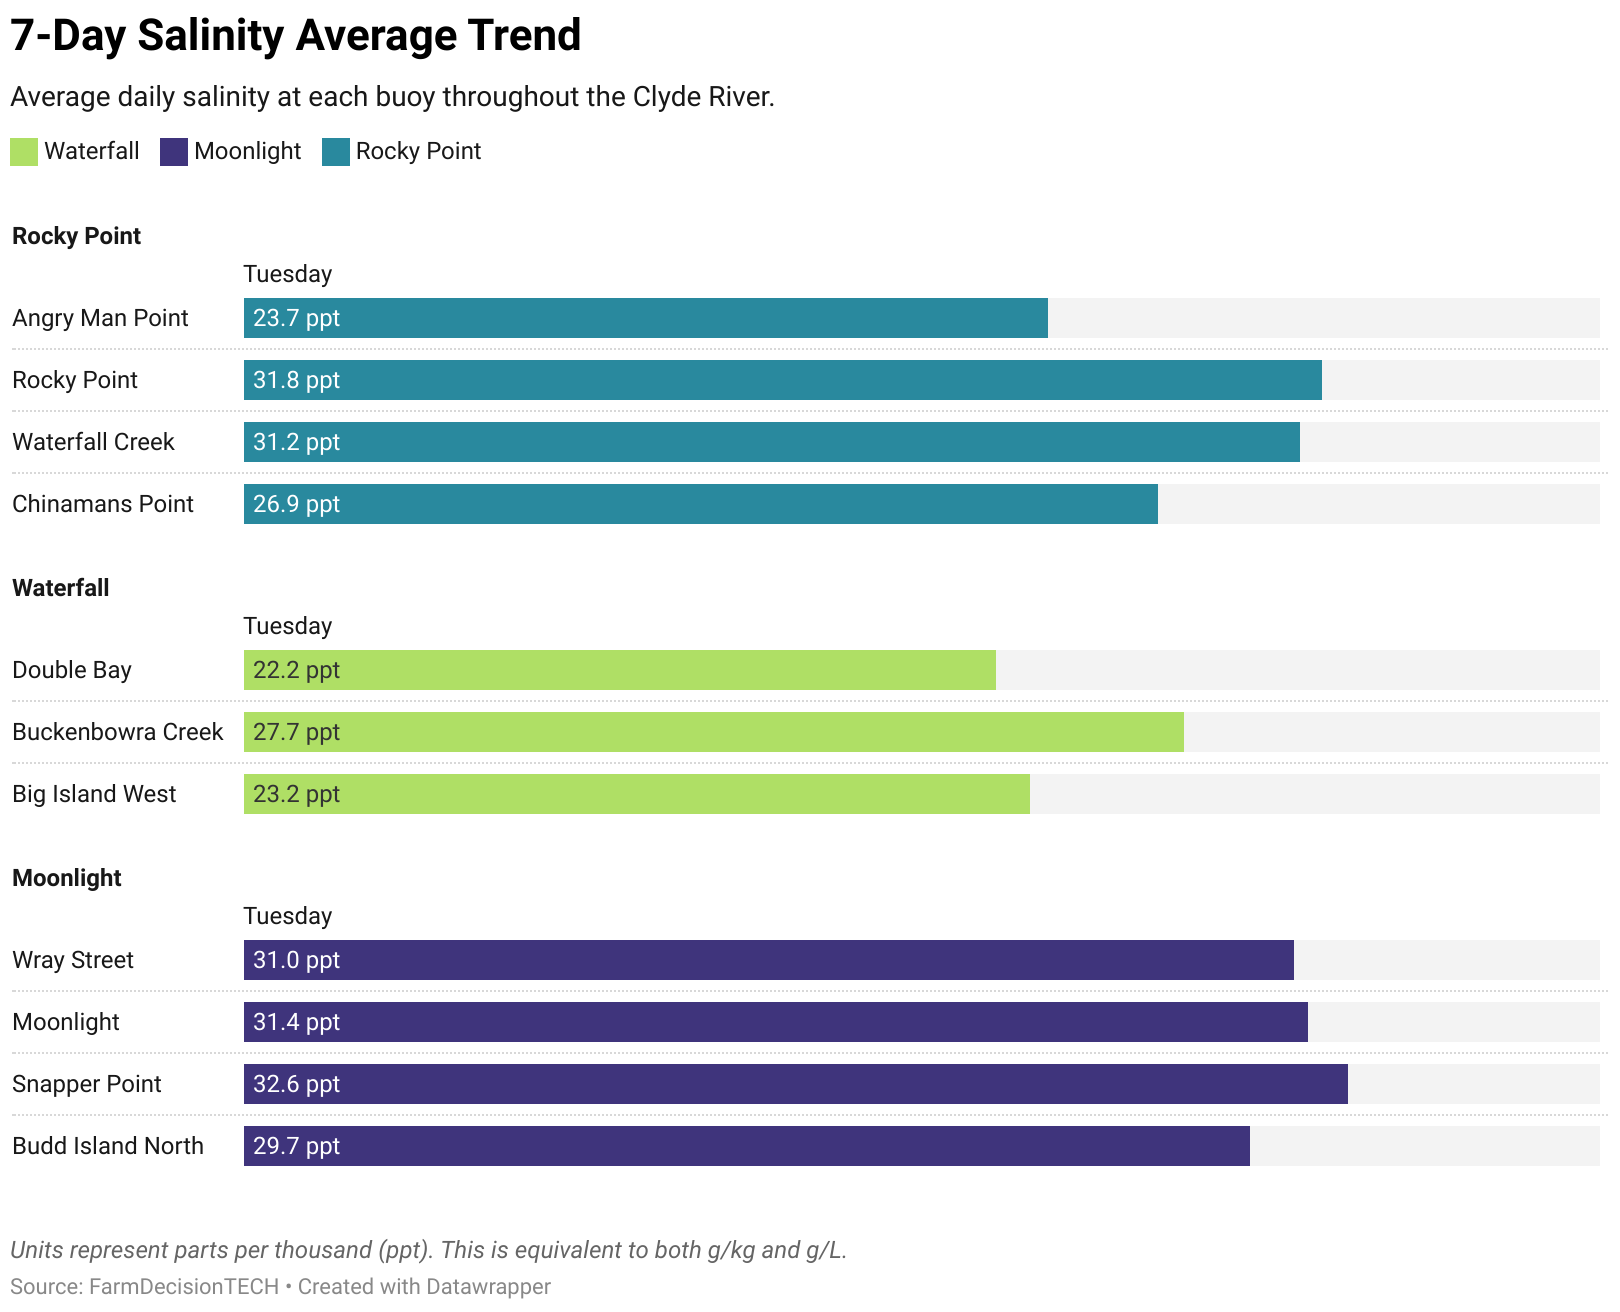 7-Day Salinity Average Trend
Average daily salinity at each buoy throughout the Clyde River.
Waterfall Moonlight Rocky Point
Rocky Point
Tuesday
Angry Man Point 23.7 ppt
Rocky Point 31.8 ppt
Waterfall Creek 31.2 ppt
Chinamans Point 26.9 ppt
Waterfall
Tuesday
Double Bay 22.2 ppt
Buckenbowra Creek 27.7 ppt
Big Island West 23.2 ppt
Moonlight
Tuesday
Wray Street 31.0 ppt
Moonlight 31.4 ppt
Snapper Point 32.6 ppt
Budd Island North 29.7 ppt
Units represent parts per thousand (ppt). This is equivalent to both g/kg and g/L.
Source: FarmDecisionTECH • Created with Datawrapper